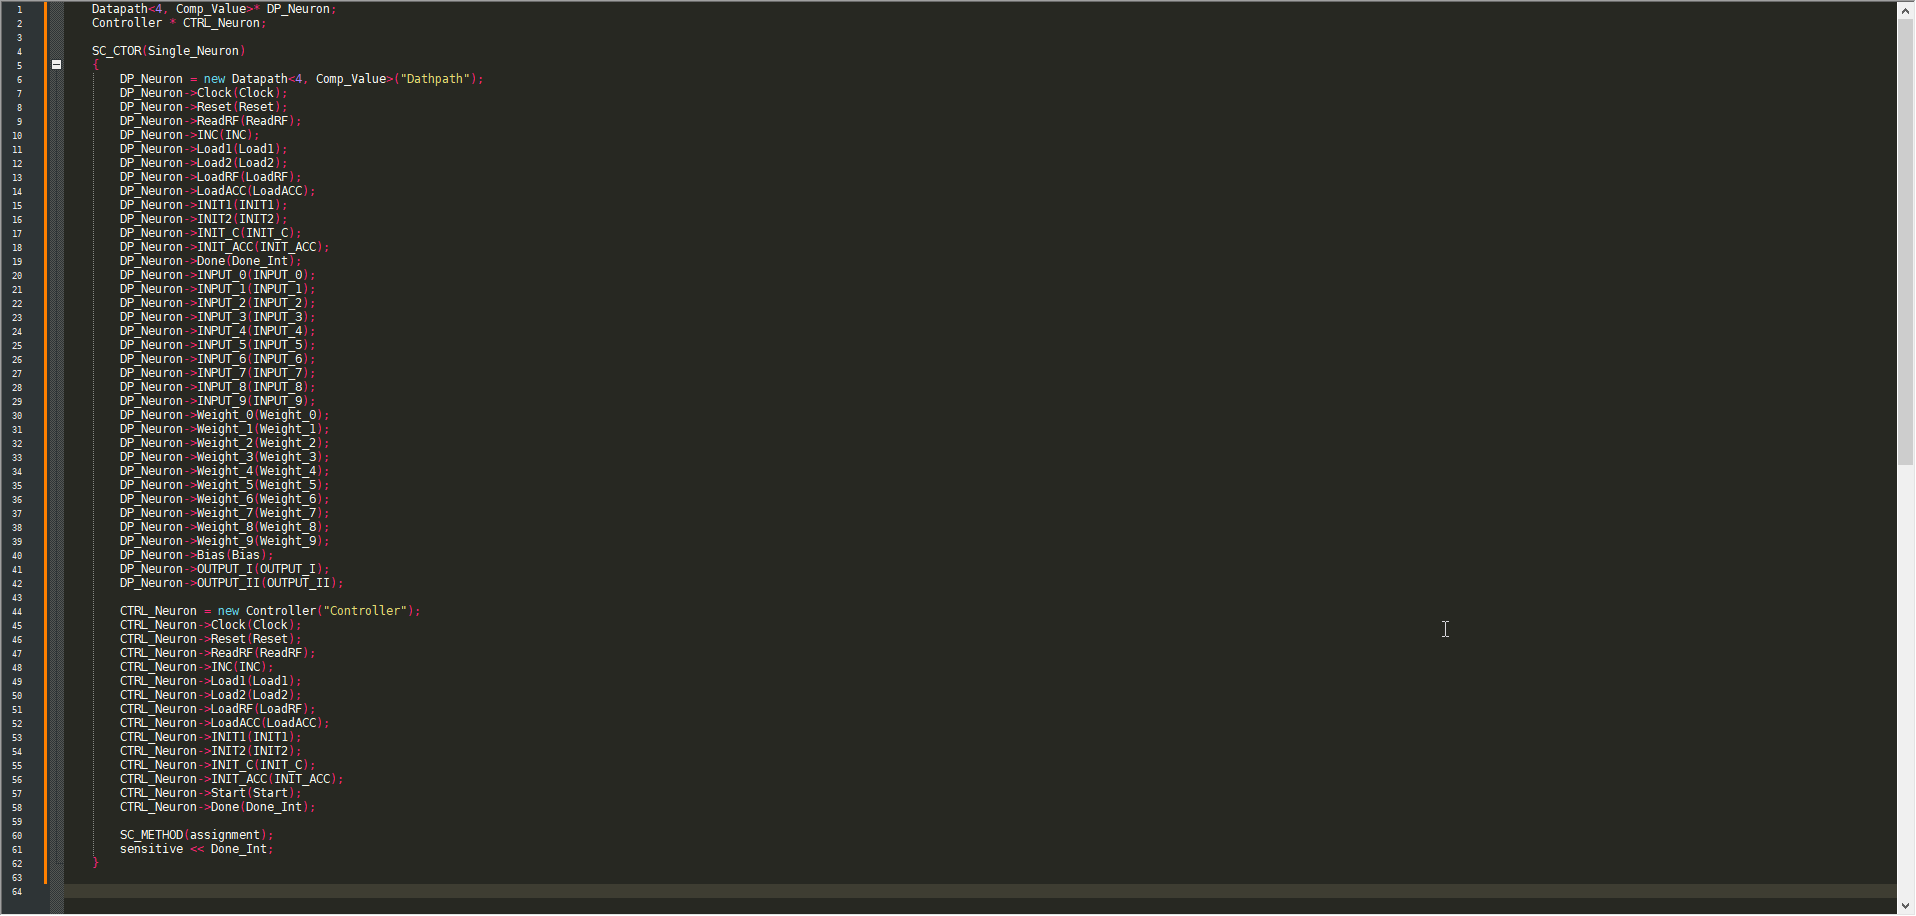 1 Datapath<4, Comp_Value>* DP_Neuron;
2 Controller * CTRL_Neuron;
3
4 SC_CTOR(Single_Neuron)
5 {
6 DP_Neuron = new Datapath<4, Comp_Value>("Dathpath");
7 DP_Neuron->Clock(Clock);
8 DP_Neuron->Reset(Reset);
9 DP_Neuron->ReadRF(ReadRF);
10 DP_Neuron->INC(INC);
11 DP_Neuron->Load1(Load1);
12 DP_Neuron->Load2(Load2);
13 DP_Neuron->LoadRF(LoadRF);
14 DP_Neuron->LoadACC(LoadACC);
15 DP_Neuron->INIT1(INIT1);
16 DP_Neuron->INIT2(INIT2);
17 DP_Neuron->INIT_C(INIT_C);
18 DP_Neuron->INIT_ACC(INIT_ACC);
19 DP_Neuron->Done(Done_Int);
20 DP_Neuron->INPUT_0(INPUT_0);
21 DP_Neuron->INPUT_1(INPUT_1);
22 DP_Neuron->INPUT_2(INPUT_2);
23 DP_Neuron->INPUT_3(INPUT_3);
24 DP_Neuron->INPUT_4(INPUT_4);
25 DP_Neuron->INPUT_5(INPUT_5);
26 DP_Neuron->INPUT_6(INPUT_6);
27 DP_Neuron->INPUT_7(INPUT_7);
28 DP_Neuron->INPUT_8(INPUT_8);
29 DP_Neuron->INPUT_9(INPUT_9);
30 DP_Neuron->Weight_0(Weight_0);
31 DP_Neuron->Weight_1(Weight_1);
32 DP_Neuron->Weight_2(Weight_2);
33 DP_Neuron->Weight_3(Weight_3);
34 DP_Neuron->Weight_4(Weight_4);
35 DP_Neuron->Weight_5(Weight_5);
36 DP_Neuron->Weight_6(Weight_6);
37 DP_Neuron->Weight_7(Weight_7);
38 DP_Neuron->Weight_8(Weight_8);
39 DP_Neuron->Weight_9(Weight_9);
40 DP_Neuron->Bias(Bias);
41 DP_Neuron->OUTPUT_I(OUTPUT_I);
42 DP_Neuron->OUTPUT_II(OUTPUT_II);
43
44 CTRL_Neuron = new Controller("Controller");
45 CTRL_Neuron->Clock(Clock);
46 CTRL_Neuron->Reset(Reset);
47 CTRL_Neuron->ReadRF(ReadRF);
48 CTRL_Neuron->INC(INC);
49 CTRL_Neuron->Load1(Load1);
50 CTRL_Neuron->Load2(Load2);
51 CTRL_Neuron->LoadRF(LoadRF);
52 CTRL_Neuron->LoadACC(LoadACC);
53 CTRL_Neuron->INIT1(INIT1);
54 CTRL_Neuron->INIT2(INIT2);
55 CTRL_Neuron->INIT_C(INIT_C);
56 CTRL_Neuron->INIT_ACC(INIT_ACC);
57 CTRL_Neuron->Start(Start);
58 CTRL_Neuron->Done(Done_Int);
59
60 SC_METHOD(assignment);
61 sensitive << Done_Int;
62 }
63
64